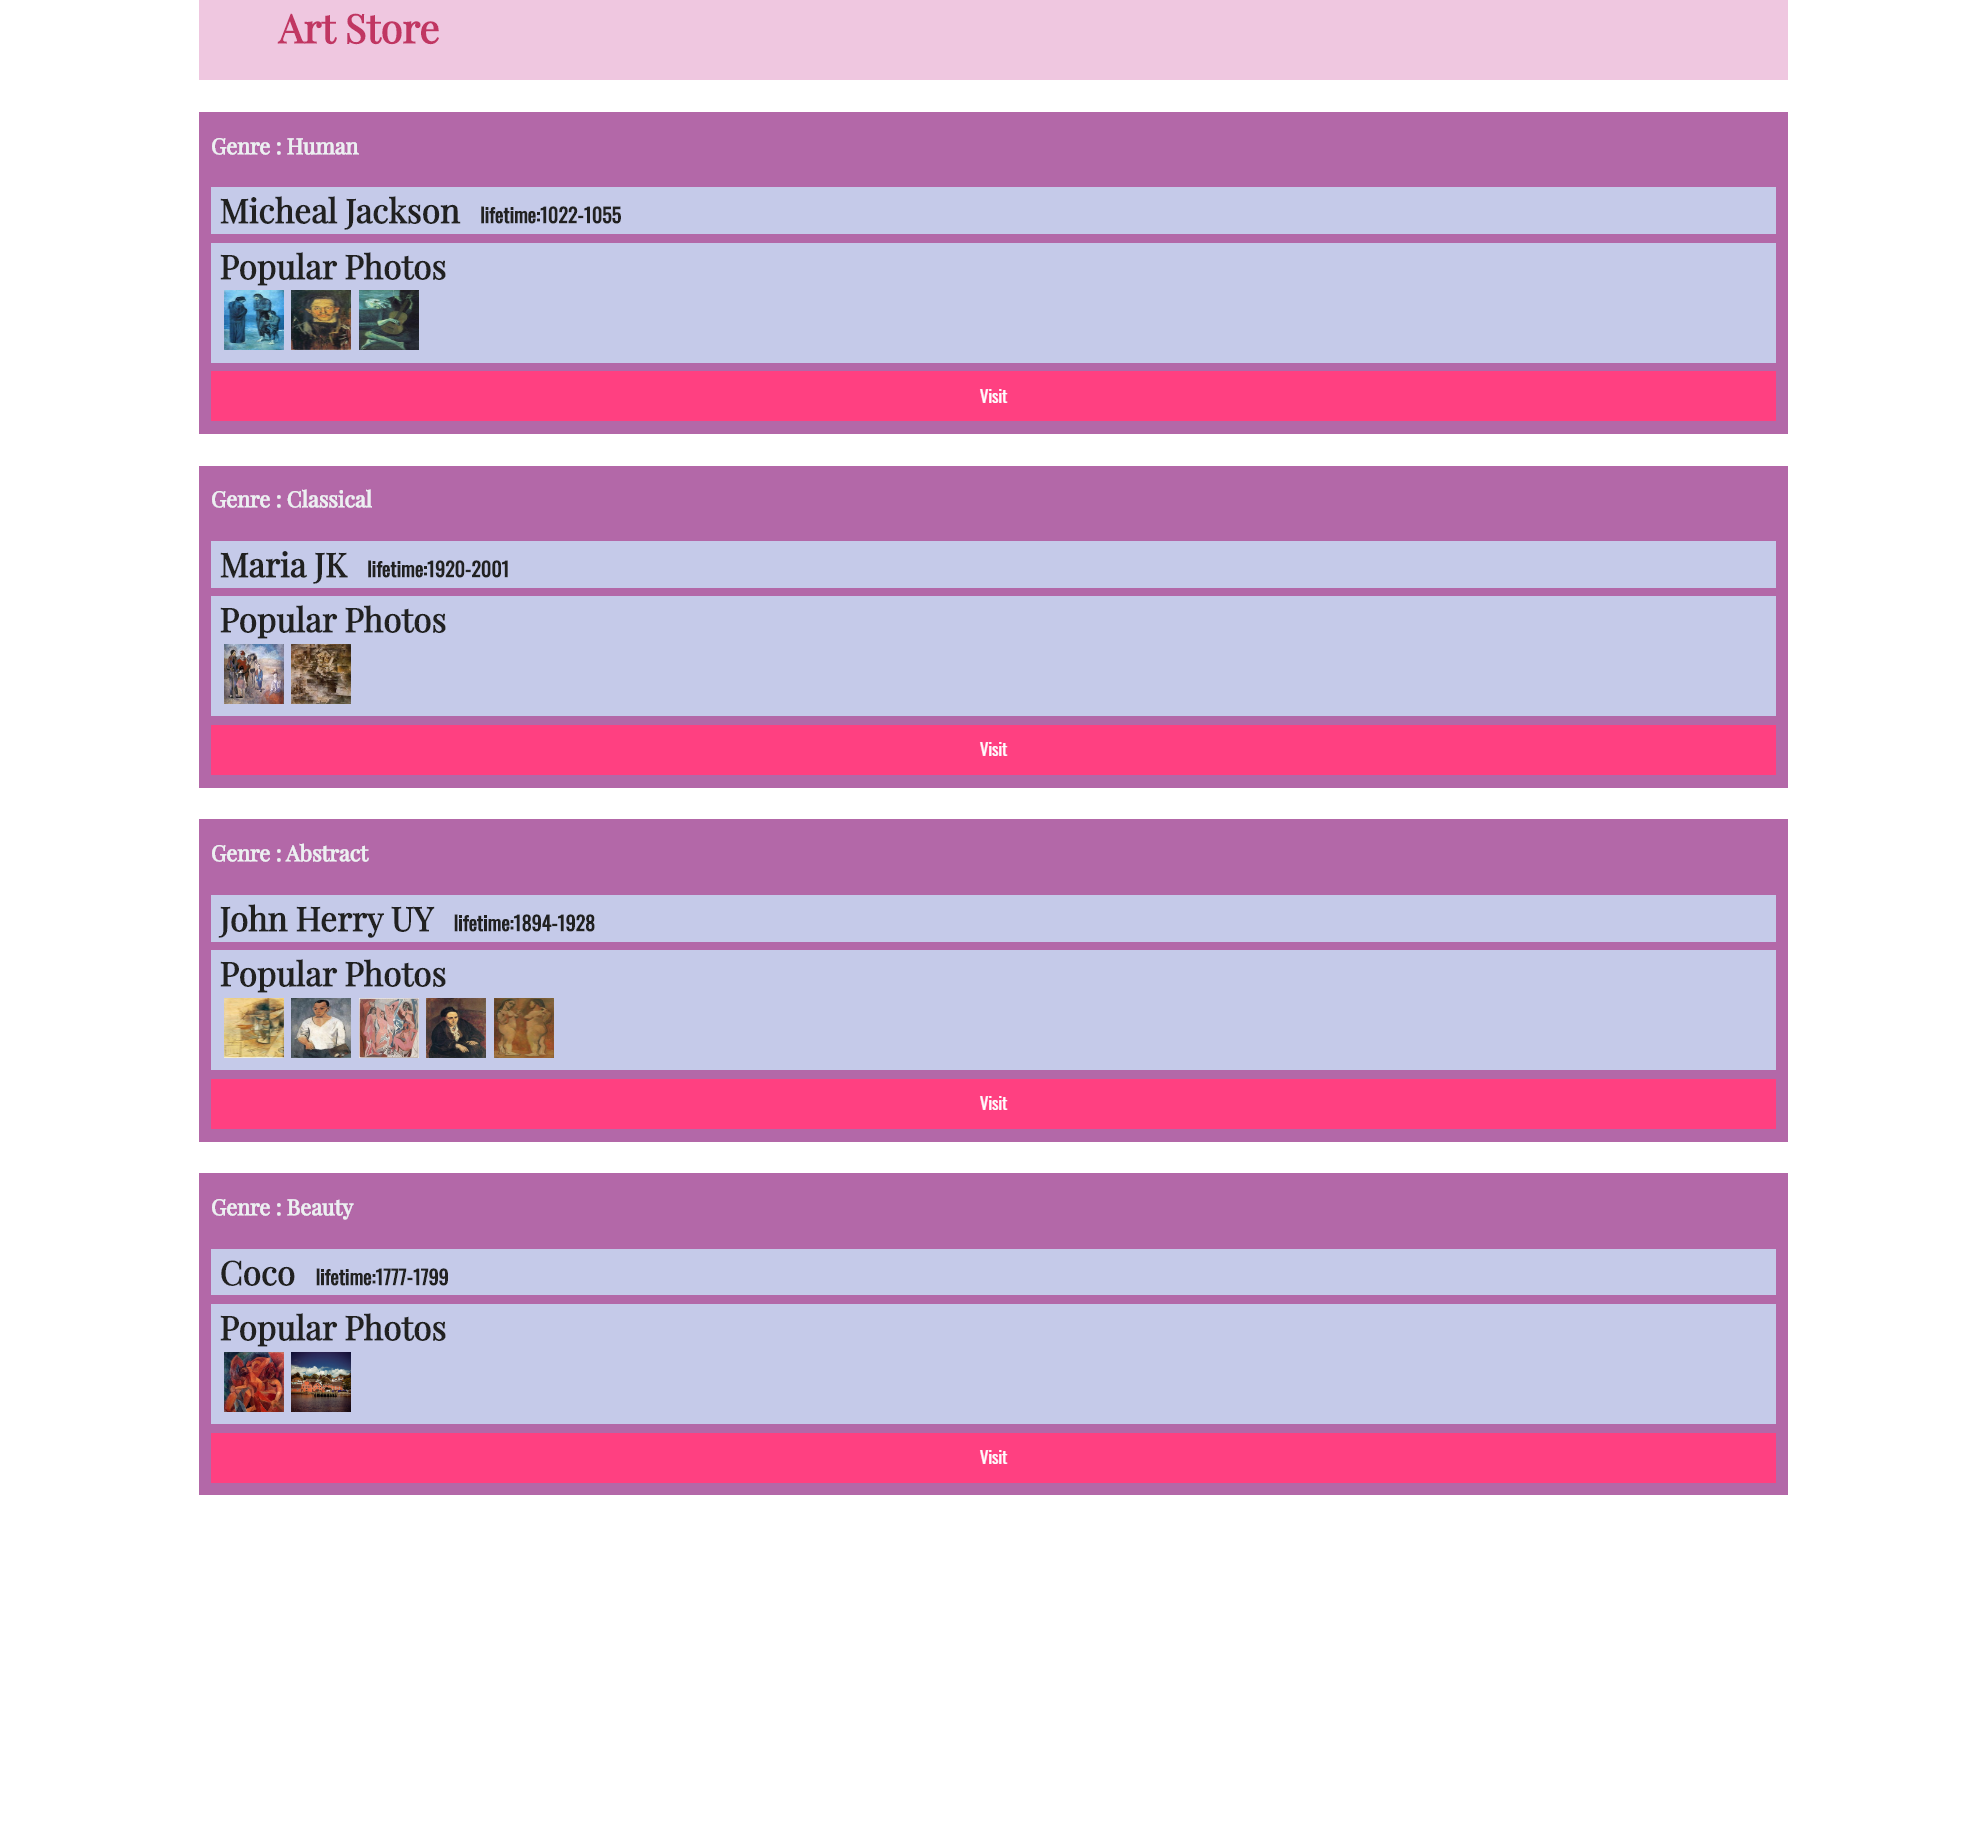 Art Store
Genre : Human
Micheal Jackson lifetime:1022-1055
Popular Photos
Visit
Genre : Classical
Maria JK lifetime:1920-2001
Popular Photos
Visit
Genre : Abstract
John Herry UY lifetime:1894-1928
Popular Photos
Visit
Genre : Beauty
Coco lifetime:1777-1799
Popular Photos
Visit